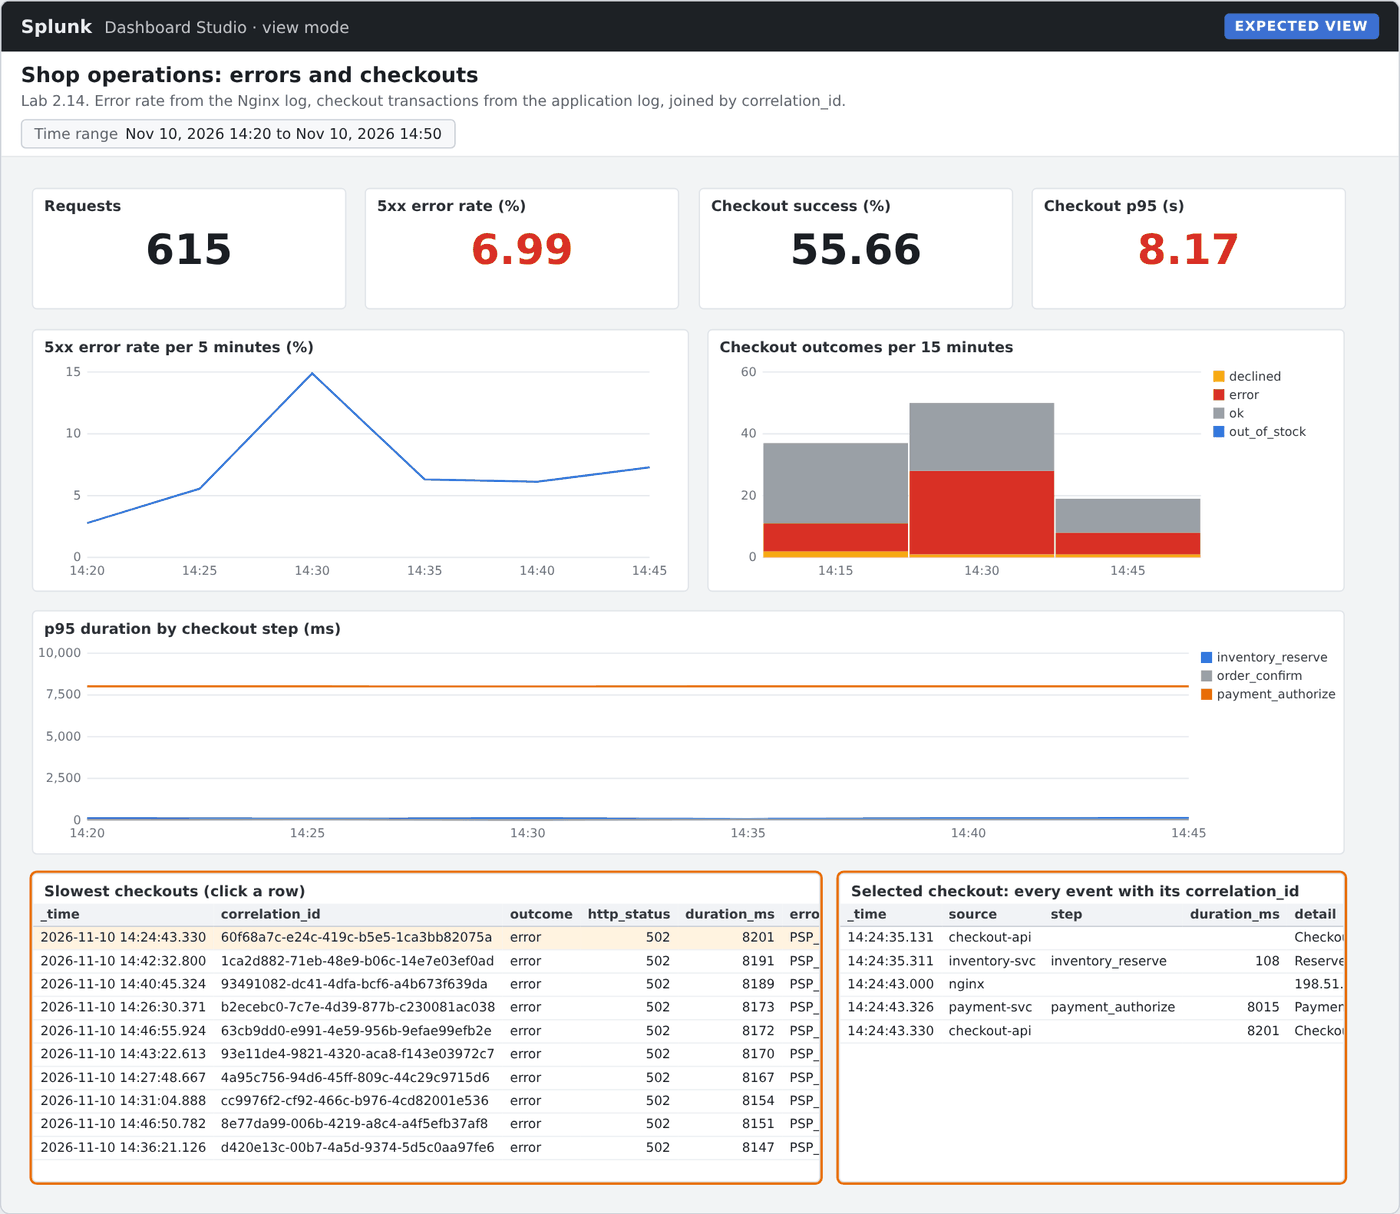 Splunk Dashboard Studio · view mode EXPECTED VIEW
Shop operations: errors and checkouts
Lab 2.14. Error rate from the Nginx log, checkout transactions from the application log, joined by correlation_id.
Time range Nov 10, 2026 14:20 to Nov 10, 2026 14:50
Requests
615
5xx error rate (%)
6.99
Checkout success (%)
55.66
Checkout p95 (s)
8.17
5xx error rate per 5 minutes (%)
15
10
5
0
14:20 14:25 14:30 14:35 14:40 14:45
Checkout outcomes per 15 minutes
60
40
20
0
14:15 14:30 14:45
declined
error
ok
out_of_stock
p95 duration by checkout step (ms)
10,000
7,500
5,000
2,500
0
14:20 14:25 14:30 14:35 14:40 14:45
inventory_reserve
order_confirm
payment_authorize
Slowest checkouts (click a row)
_time correlation_id outcome http_status duration_ms erro
2026-11-10 14:24:43.330 60f68a7c-e24c-419c-b5e5-1ca3bb82075a error 502 8201 PSP_
2026-11-10 14:42:32.800 1ca2d882-71eb-48e9-b06c-14e7e03ef0ad error 502 8191 PSP_
2026-11-10 14:40:45.324 93491082-dc41-4dfa-bcf6-a4b673f639da error 502 8189 PSP_
2026-11-10 14:26:30.371 b2ecebc0-7c7e-4d39-877b-c230081ac038 error 502 8173 PSP_
2026-11-10 14:46:55.924 63cb9dd0-e991-4e59-956b-9efae99efb2e error 502 8172 PSP_
2026-11-10 14:43:22.613 93e11de4-9821-4320-aca8-f143e03972c7 error 502 8170 PSP_
2026-11-10 14:27:48.667 4a95c756-94d6-45ff-809c-44c29c9715d6 error 502 8167 PSP_
2026-11-10 14:31:04.888 cc9976f2-cf92-466c-b976-4cd82001e536 error 502 8154 PSP_
2026-11-10 14:46:50.782 8e77da99-006b-4219-a8c4-a4f5efb37af8 error 502 8151 PSP_
2026-11-10 14:36:21.126 d420e13c-00b7-4a5d-9374-5d5c0aa97fe6 error 502 8147 PSP_
Selected checkout: every event with its correlation_id
_time source step duration_ms detail
14:24:35.131 checkout-api Checkou
14:24:35.311 inventory-svc inventory_reserve 108 Reserve
14:24:43.000 nginx 198.51.
14:24:43.326 payment-svc payment_authorize 8015 Paymen
14:24:43.330 checkout-api 8201 Checkou